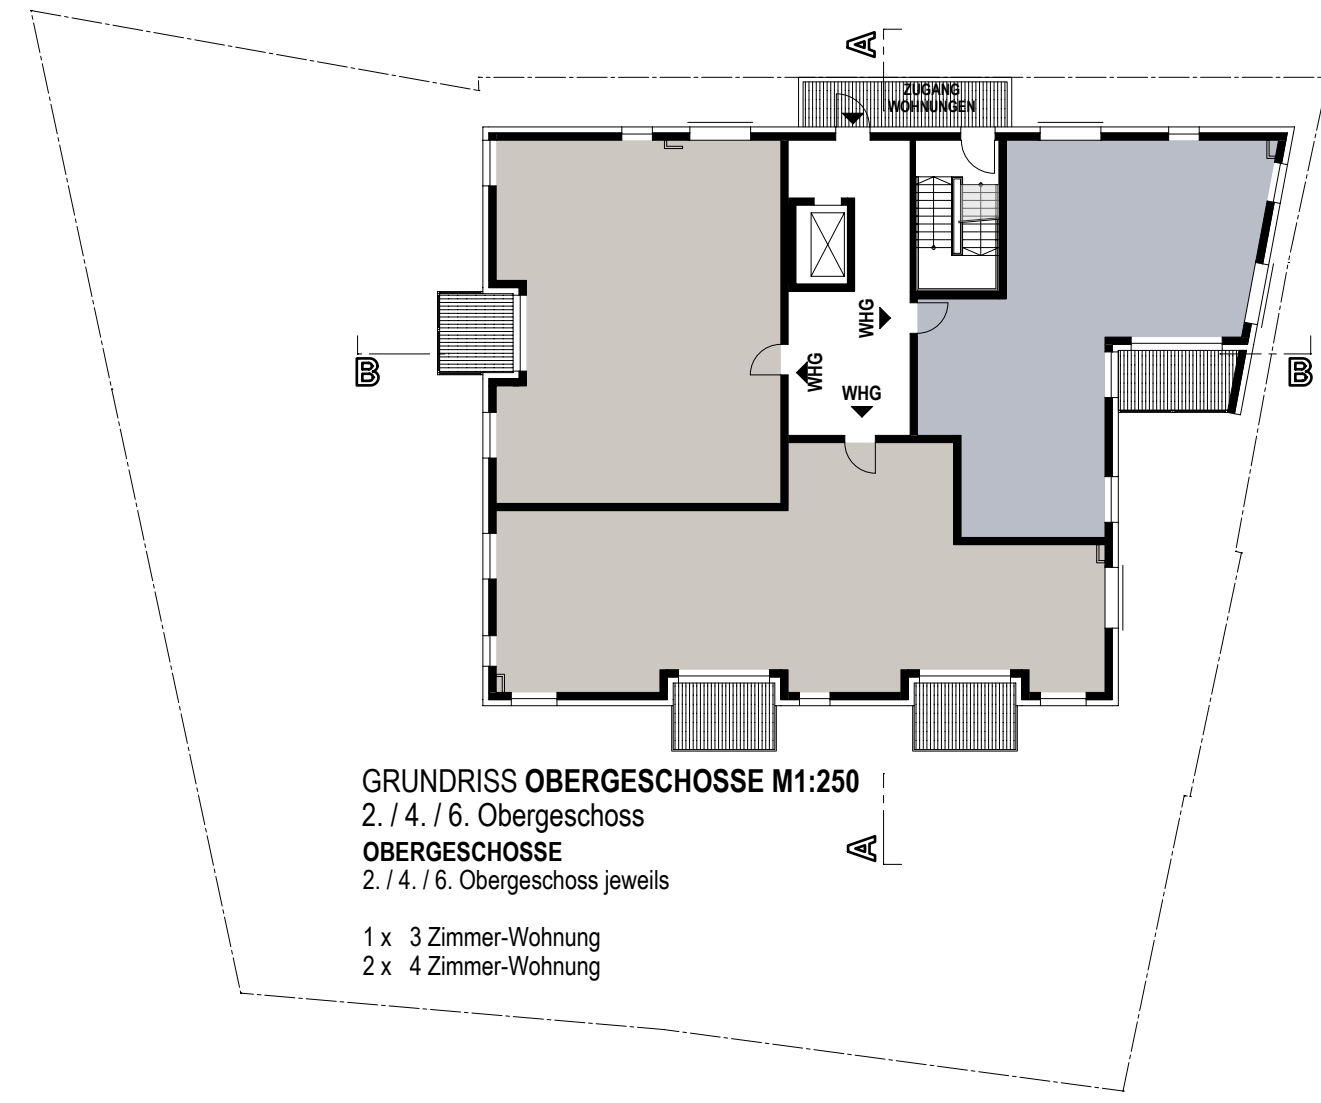 A
ZUGANG
WOHNUNGEN
WHG
WHG
WHG
B
B
GRUNDRISS OBERGESCHOSSE M1:250
2. / 4. / 6. Obergeschoss
OBERGESCHOSSE
2. / 4. / 6. Obergeschoss jeweils
A
1 x 3 Zimmer-Wohnung
2 x 4 Zimmer-Wohnung